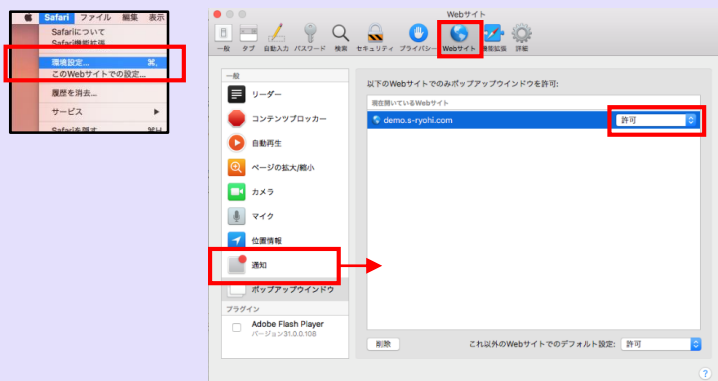 Safari ファイル 編集 表示
Safariについて
Safari機能拡張...
環境設定... ⌘,
このWebサイトでの設定...
履歴を消去...
サービス ▶
Safariを隠す ⌘H
Webサイト
一般 タブ 自動入力 パスワード 検索 セキュリティ プライバシー Webサイト 機能拡張 詳細
一般
リーダー
コンテンツブロッカー
自動再生
ページの拡大/縮小
カメラ
マイク
位置情報
通知
ポップアップウインドウ
プラグイン
Adobe Flash Player
バージョン31.0.0.108
以下のWebサイトでのみポップアップウインドウを許可:
現在開いているWebサイト
demo.s-ryohi.com 許可
削除 これ以外のWebサイトでのデフォルト設定: 許可
?